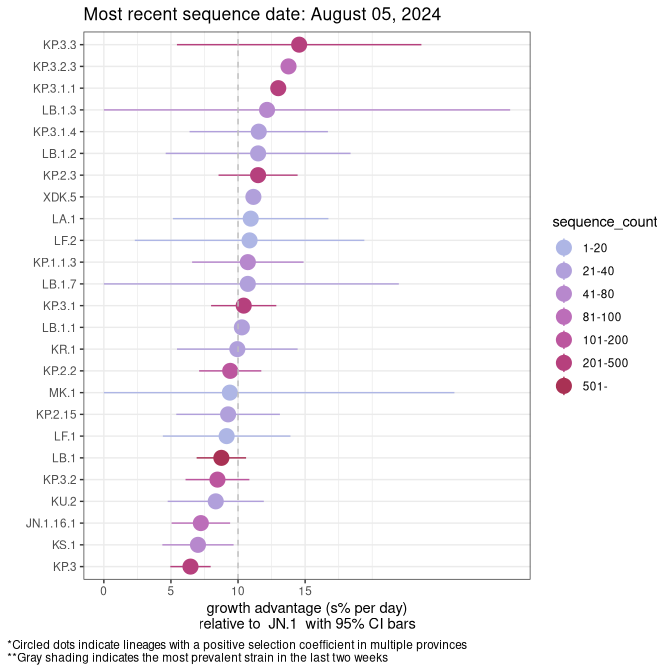 Most recent sequence date: August 05, 2024
KP.3.3
KP.3.2.3
KP.3.1.1
LB.1.3
KP.3.1.4
LB.1.2
KP.2.3
XDK.5
LA.1
LF.2
KP.1.1.3
LB.1.7
KP.3.1
LB.1.1
KR.1
KP.2.2
MK.1
KP.2.15
LF.1
LB.1
KP.3.2
KU.2
JN.1.16.1
KS.1
KP.3
0 5 10 15
growth advantage (s% per day)
relative to JN.1 with 95% CI bars
sequence_count
1-20
21-40
41-80
81-100
101-200
201-500
501-
*Circled dots indicate lineages with a positive selection coefficient in multiple provinces
**Gray shading indicates the most prevalent strain in the last two weeks